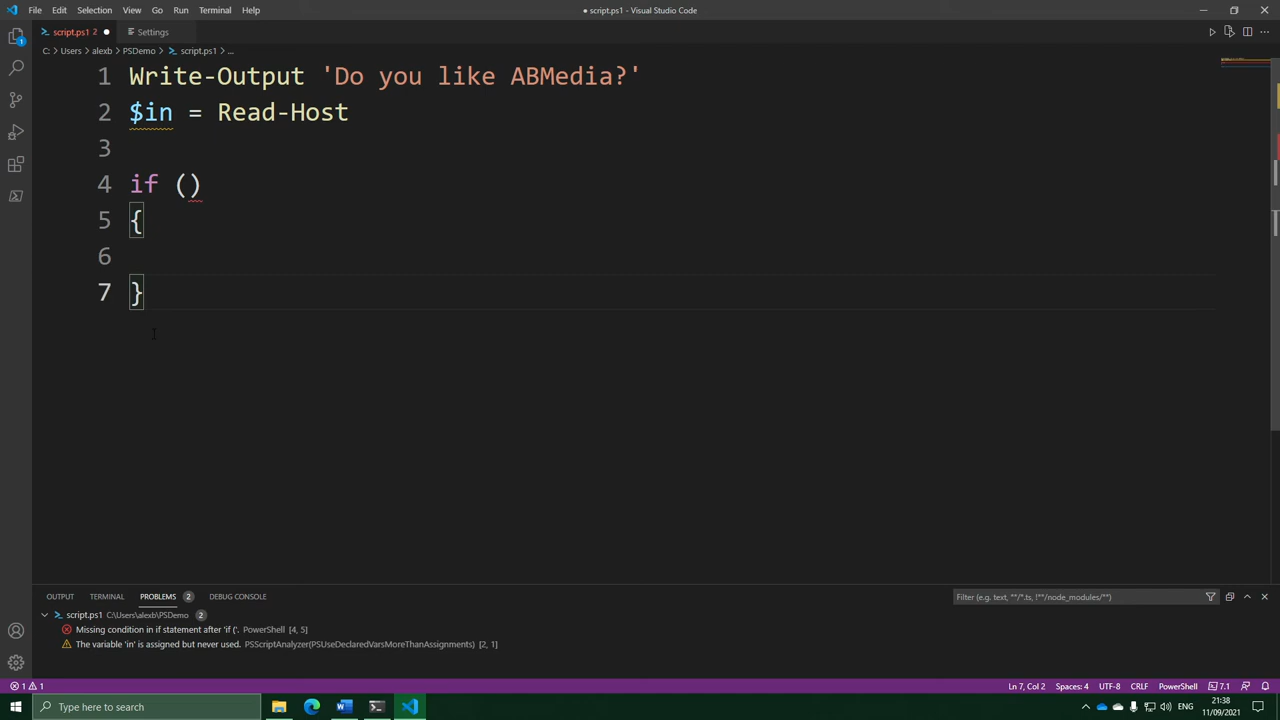 File Edit Selection View Go Run Terminal Help
● script.ps1 - Visual Studio Code
script.ps1 2 ● Settings
C: > Users > alexb > PSDemo > script.ps1 > ...
1 Write-Output 'Do you like ABMedia?'
2 $in = Read-Host
3
4 if ()
5 {
6
7 }
OUTPUT TERMINAL PROBLEMS 2 DEBUG CONSOLE
Filter (e.g. text, **/*.ts, !**/node_modules/**)
script.ps1 C:\Users\alexb\PSDemo 2
Missing condition in if statement after 'if ('. PowerShell [4, 5]
The variable 'in' is assigned but never used. PSScriptAnalyzer(PSUseDeclaredVarsMoreThanAssignments) [2, 1]
1 1 Ln 7, Col 2 Spaces: 4 UTF-8 CRLF PowerShell 7.1
Type here to search
ENG
21:38
11/09/2021
1